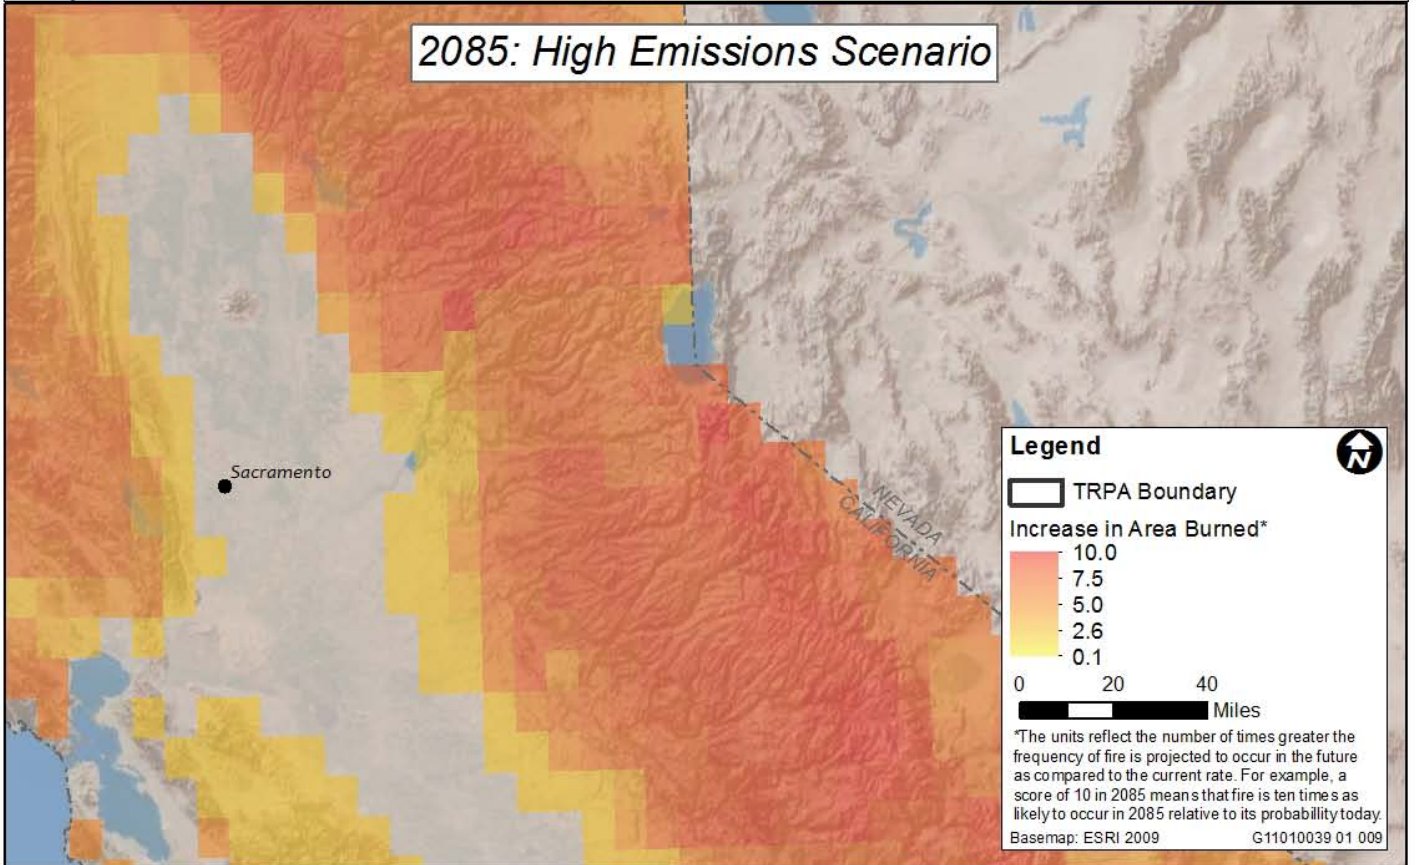 2085: High Emissions Scenario
Sacramento
NEVADA
CALIFORNIA
Legend
N
TRPA Boundary
Increase in Area Burned*
10.0
7.5
5.0
2.6
0.1
0 20 40
Miles
*The units reflect the number of times greater the
frequency of fire is projected to occur in the future
as compared to the current rate. For example, a
score of 10 in 2085 means that fire is ten times as
likely to occur in 2085 relative to its probabillity today.
Basemap: ESRI 2009 G11010039 01 009